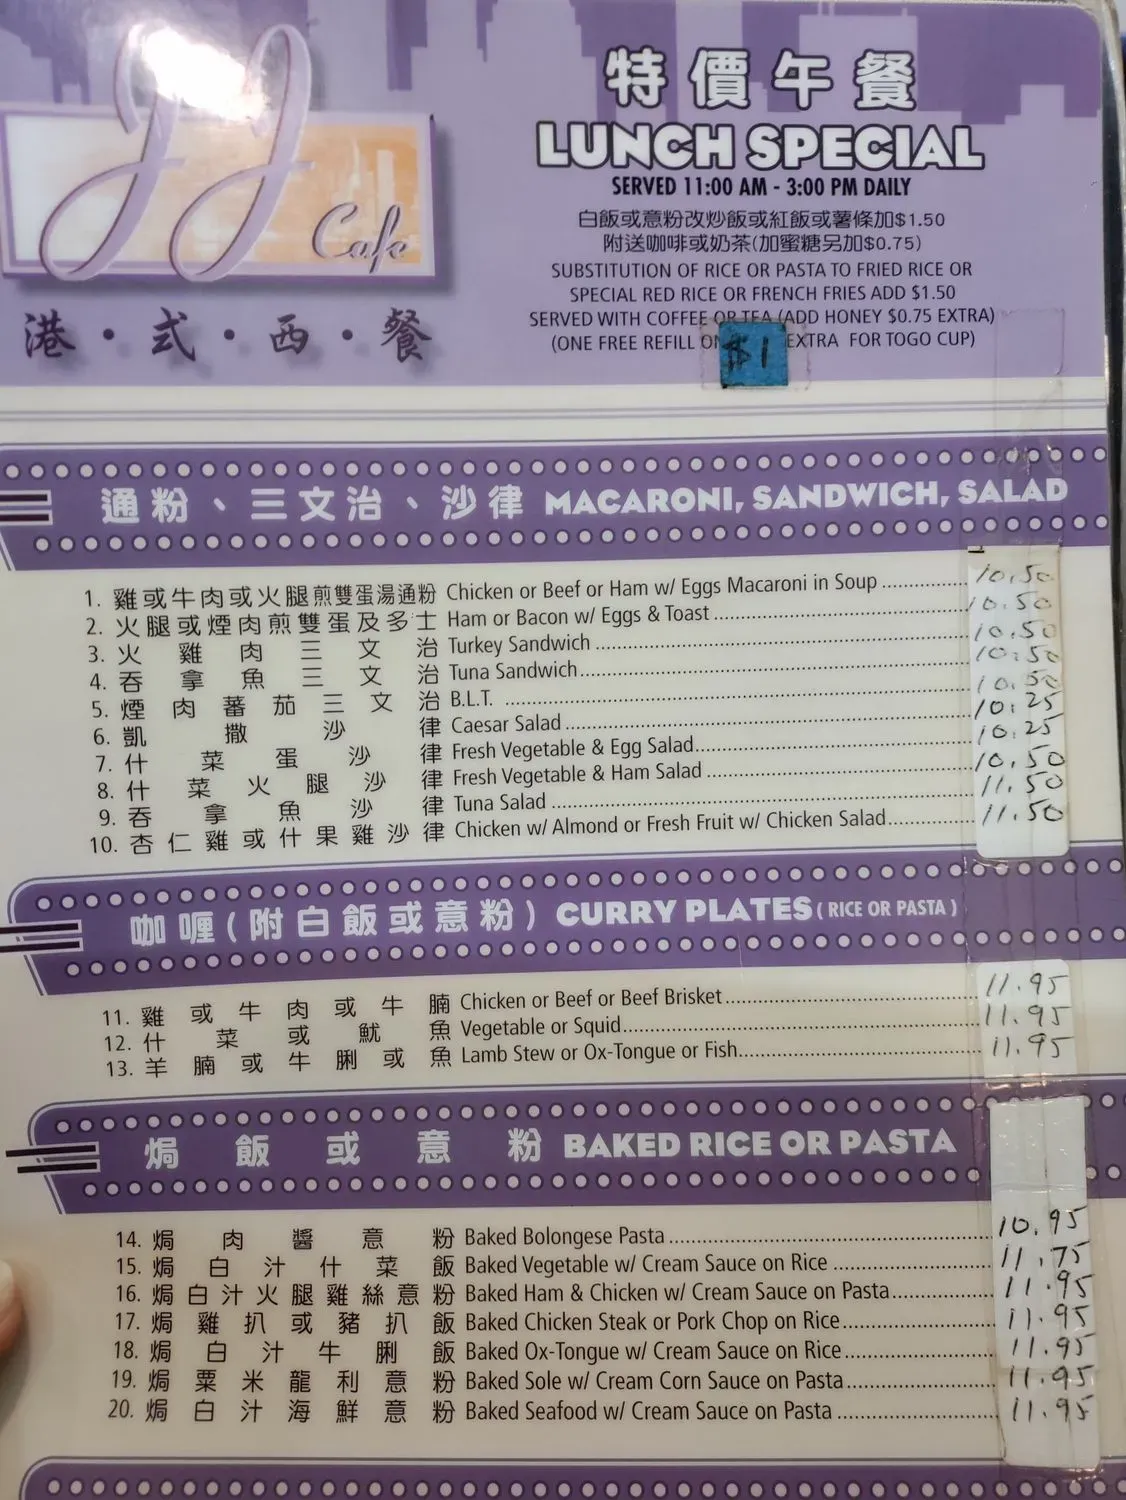 JJ Cafe
港・式・西・餐
特價午餐
LUNCH SPECIAL
SERVED 11:00 AM - 3:00 PM DAILY
白飯或意粉改炒飯或紅飯或薯條加$1.50
附送咖啡或奶茶(加蜜糖另加$0.75)
SUBSTITUTION OF RICE OR PASTA TO FRIED RICE OR
SPECIAL RED RICE OR FRENCH FRIES ADD $1.50
SERVED WITH COFFEE OR TEA (ADD HONEY $0.75 EXTRA)
(ONE FREE REFILL $1 EXTRA FOR TOGO CUP)
通粉、三文治、沙律 MACARONI, SANDWICH, SALAD
1. 雞或牛肉或火腿煎雙蛋湯通粉 Chicken or Beef or Ham w/ Eggs Macaroni in Soup 10.50
2. 火腿或煙肉煎雙蛋及多士 Ham or Bacon w/ Eggs & Toast 10.50
3. 火雞肉三文治 Turkey Sandwich 10.50
4. 吞拿魚三文治 Tuna Sandwich 10.50
5. 煙肉蕃茄三文治 B.L.T. 10.50
6. 凱撒沙律 Caesar Salad 10.25
7. 什菜蛋沙律 Fresh Vegetable & Egg Salad 10.25
8. 什菜火腿沙律 Fresh Vegetable & Ham Salad 10.50
9. 吞拿魚沙律 Tuna Salad 11.50
10. 杏仁雞或什果雞沙律 Chicken w/ Almond or Fresh Fruit w/ Chicken Salad 11.50
咖喱(附白飯或意粉) CURRY PLATES (RICE OR PASTA)
11. 雞或牛肉或牛腩 Chicken or Beef or Beef Brisket 11.95
12. 什菜或魷魚 Vegetable or Squid 11.95
13. 羊腩或牛脷或魚 Lamb Stew or Ox-Tongue or Fish 11.95
焗飯或意粉 BAKED RICE OR PASTA
14. 焗肉醬意粉 Baked Bolongese Pasta 10.95
15. 焗白汁什菜飯 Baked Vegetable w/ Cream Sauce on Rice 11.75
16. 焗白汁火腿雞絲意粉 Baked Ham & Chicken w/ Cream Sauce on Pasta 11.95
17. 焗雞扒或豬扒飯 Baked Chicken Steak or Pork Chop on Rice 11.95
18. 焗白汁牛脷飯 Baked Ox-Tongue w/ Cream Sauce on Rice 11.95
19. 焗粟米龍利意粉 Baked Sole w/ Cream Corn Sauce on Pasta 11.95
20. 焗白汁海鮮意粉 Baked Seafood w/ Cream Sauce on Pasta 11.95